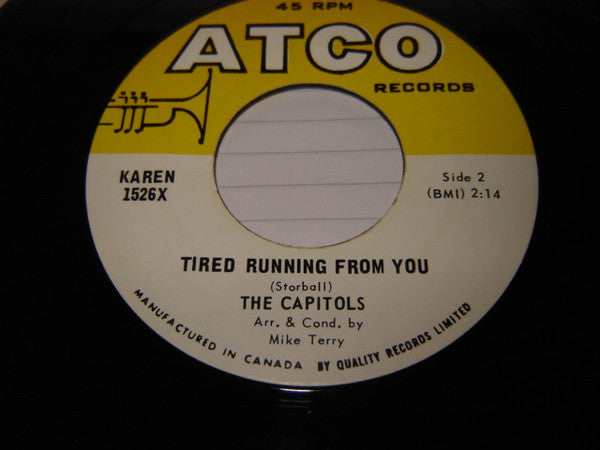 45 RPM
ATCO
RECORDS
KAREN
1526X
Side 2
(BMI) 2:14
TIRED RUNNING FROM YOU
(Storball)
THE CAPITOLS
Arr. & Cond. by
Mike Terry
MANUFACTURED IN CANADA BY QUALITY RECORDS LIMITED